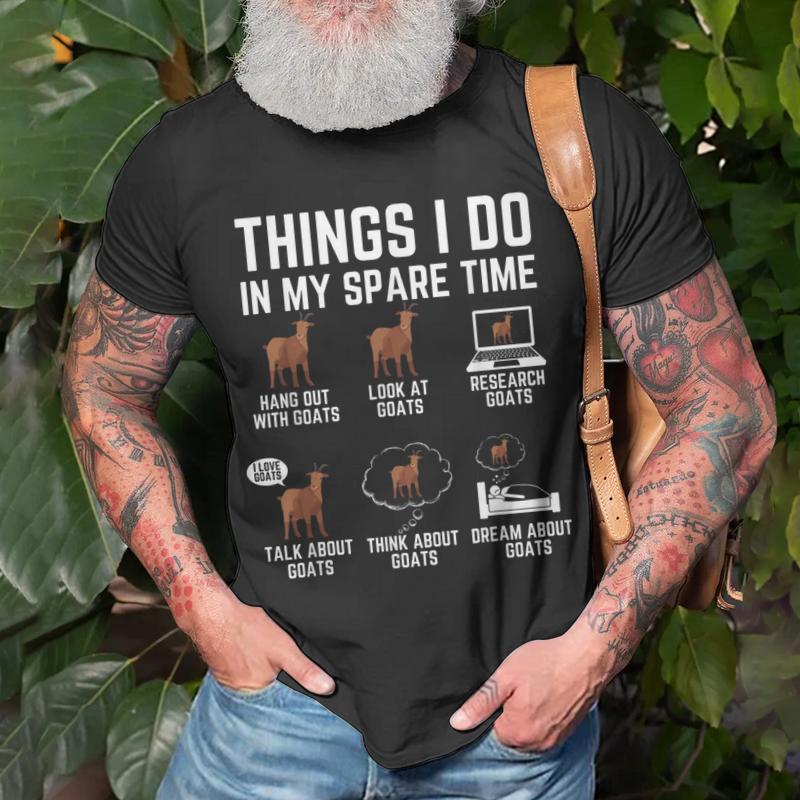 THINGS I DO
IN MY SPARE TIME
HANG OUT
WITH GOATS
LOOK AT
GOATS
RESEARCH
GOATS
I LOVE
GOATS
TALK ABOUT
GOATS
THINK ABOUT
GOATS
DREAM ABOUT
GOATS